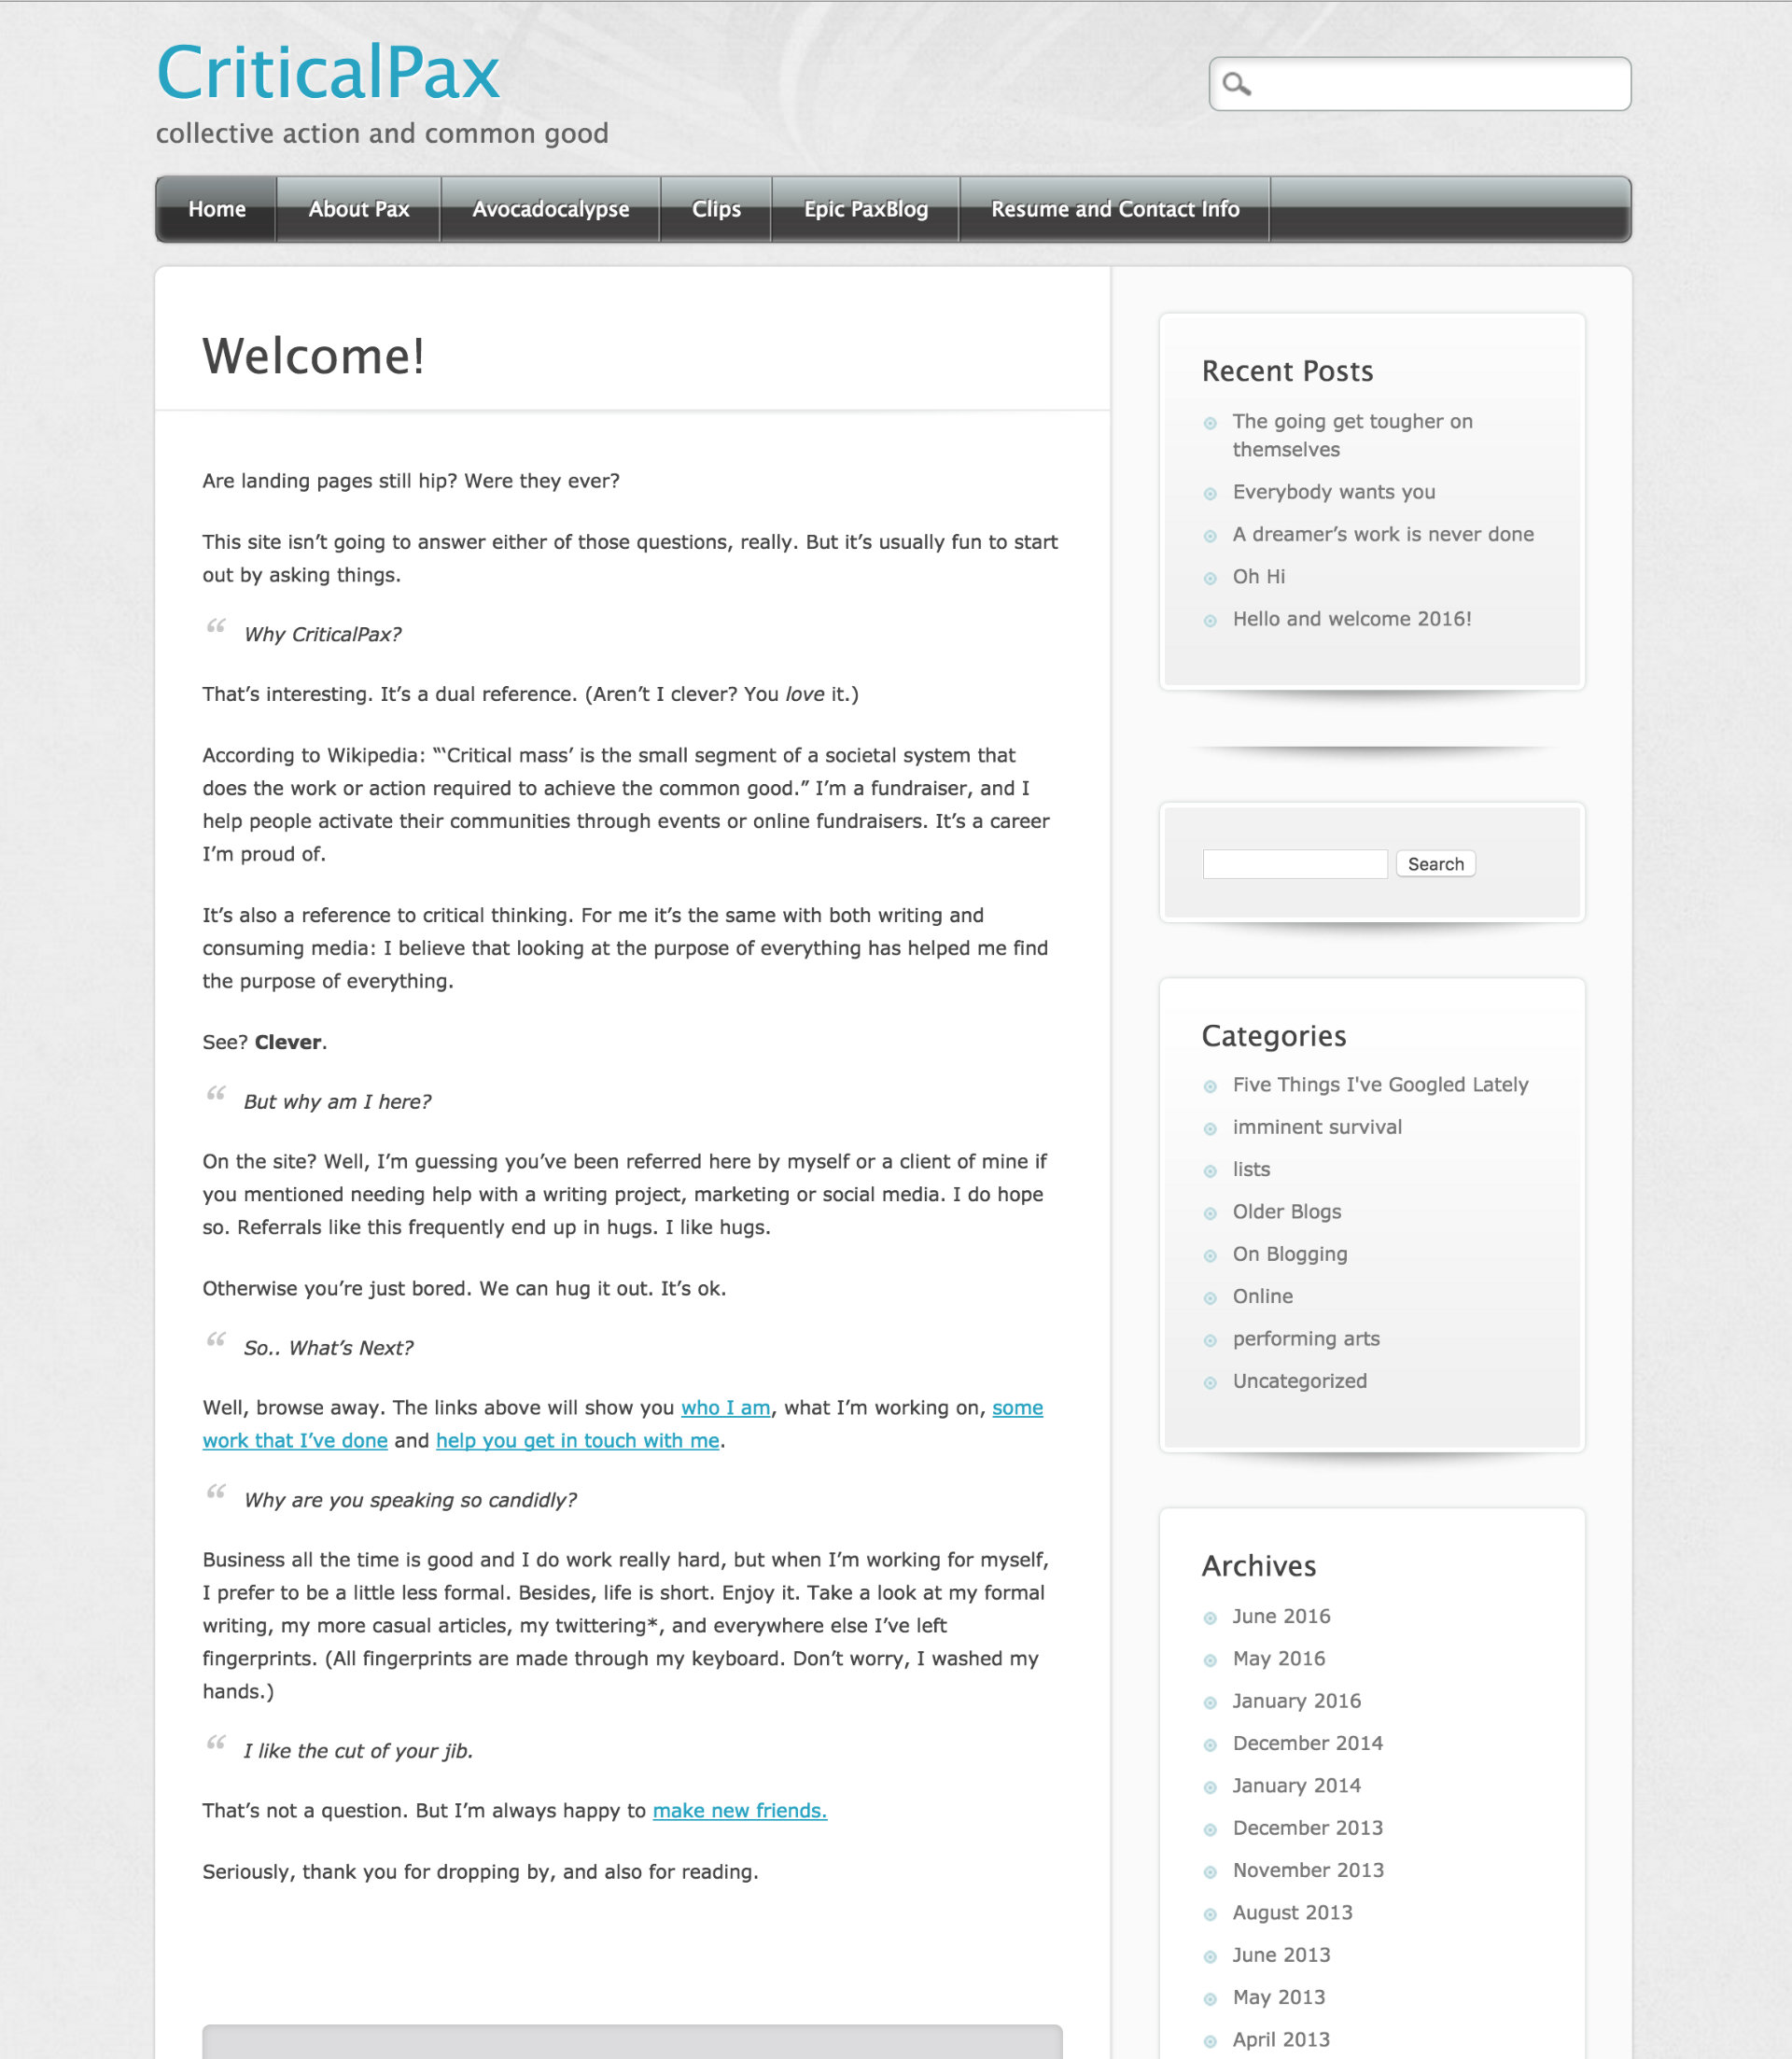 CriticalPax
collective action and common good
Home
About Pax
Avocadocalypse
Clips
Epic PaxBlog
Resume and Contact Info
Welcome!
Are landing pages still hip? Were they ever?
This site isn’t going to answer either of those questions, really. But it’s usually fun to start
out by asking things.
“ Why CriticalPax?
That’s interesting. It’s a dual reference. (Aren’t I clever? You love it.)
According to Wikipedia: “‘Critical mass’ is the small segment of a societal system that
does the work or action required to achieve the common good.” I’m a fundraiser, and I
help people activate their communities through events or online fundraisers. It’s a career
I’m proud of.
It’s also a reference to critical thinking. For me it’s the same with both writing and
consuming media: I believe that looking at the purpose of everything has helped me find
the purpose of everything.
See? Clever.
“ But why am I here?
On the site? Well, I’m guessing you’ve been referred here by myself or a client of mine if
you mentioned needing help with a writing project, marketing or social media. I do hope
so. Referrals like this frequently end up in hugs. I like hugs.
Otherwise you’re just bored. We can hug it out. It’s ok.
“ So.. What’s Next?
Well, browse away. The links above will show you who I am, what I’m working on, some
work that I’ve done and help you get in touch with me.
“ Why are you speaking so candidly?
Business all the time is good and I do work really hard, but when I’m working for myself,
I prefer to be a little less formal. Besides, life is short. Enjoy it. Take a look at my formal
writing, my more casual articles, my twittering*, and everywhere else I’ve left
fingerprints. (All fingerprints are made through my keyboard. Don’t worry, I washed my
hands.)
“ I like the cut of your jib.
That’s not a question. But I’m always happy to make new friends.
Seriously, thank you for dropping by, and also for reading.
Recent Posts
The going get tougher on
themselves
Everybody wants you
A dreamer’s work is never done
Oh Hi
Hello and welcome 2016!
Search
Categories
Five Things I've Googled Lately
imminent survival
lists
Older Blogs
On Blogging
Online
performing arts
Uncategorized
Archives
June 2016
May 2016
January 2016
December 2014
January 2014
December 2013
November 2013
August 2013
June 2013
May 2013
April 2013